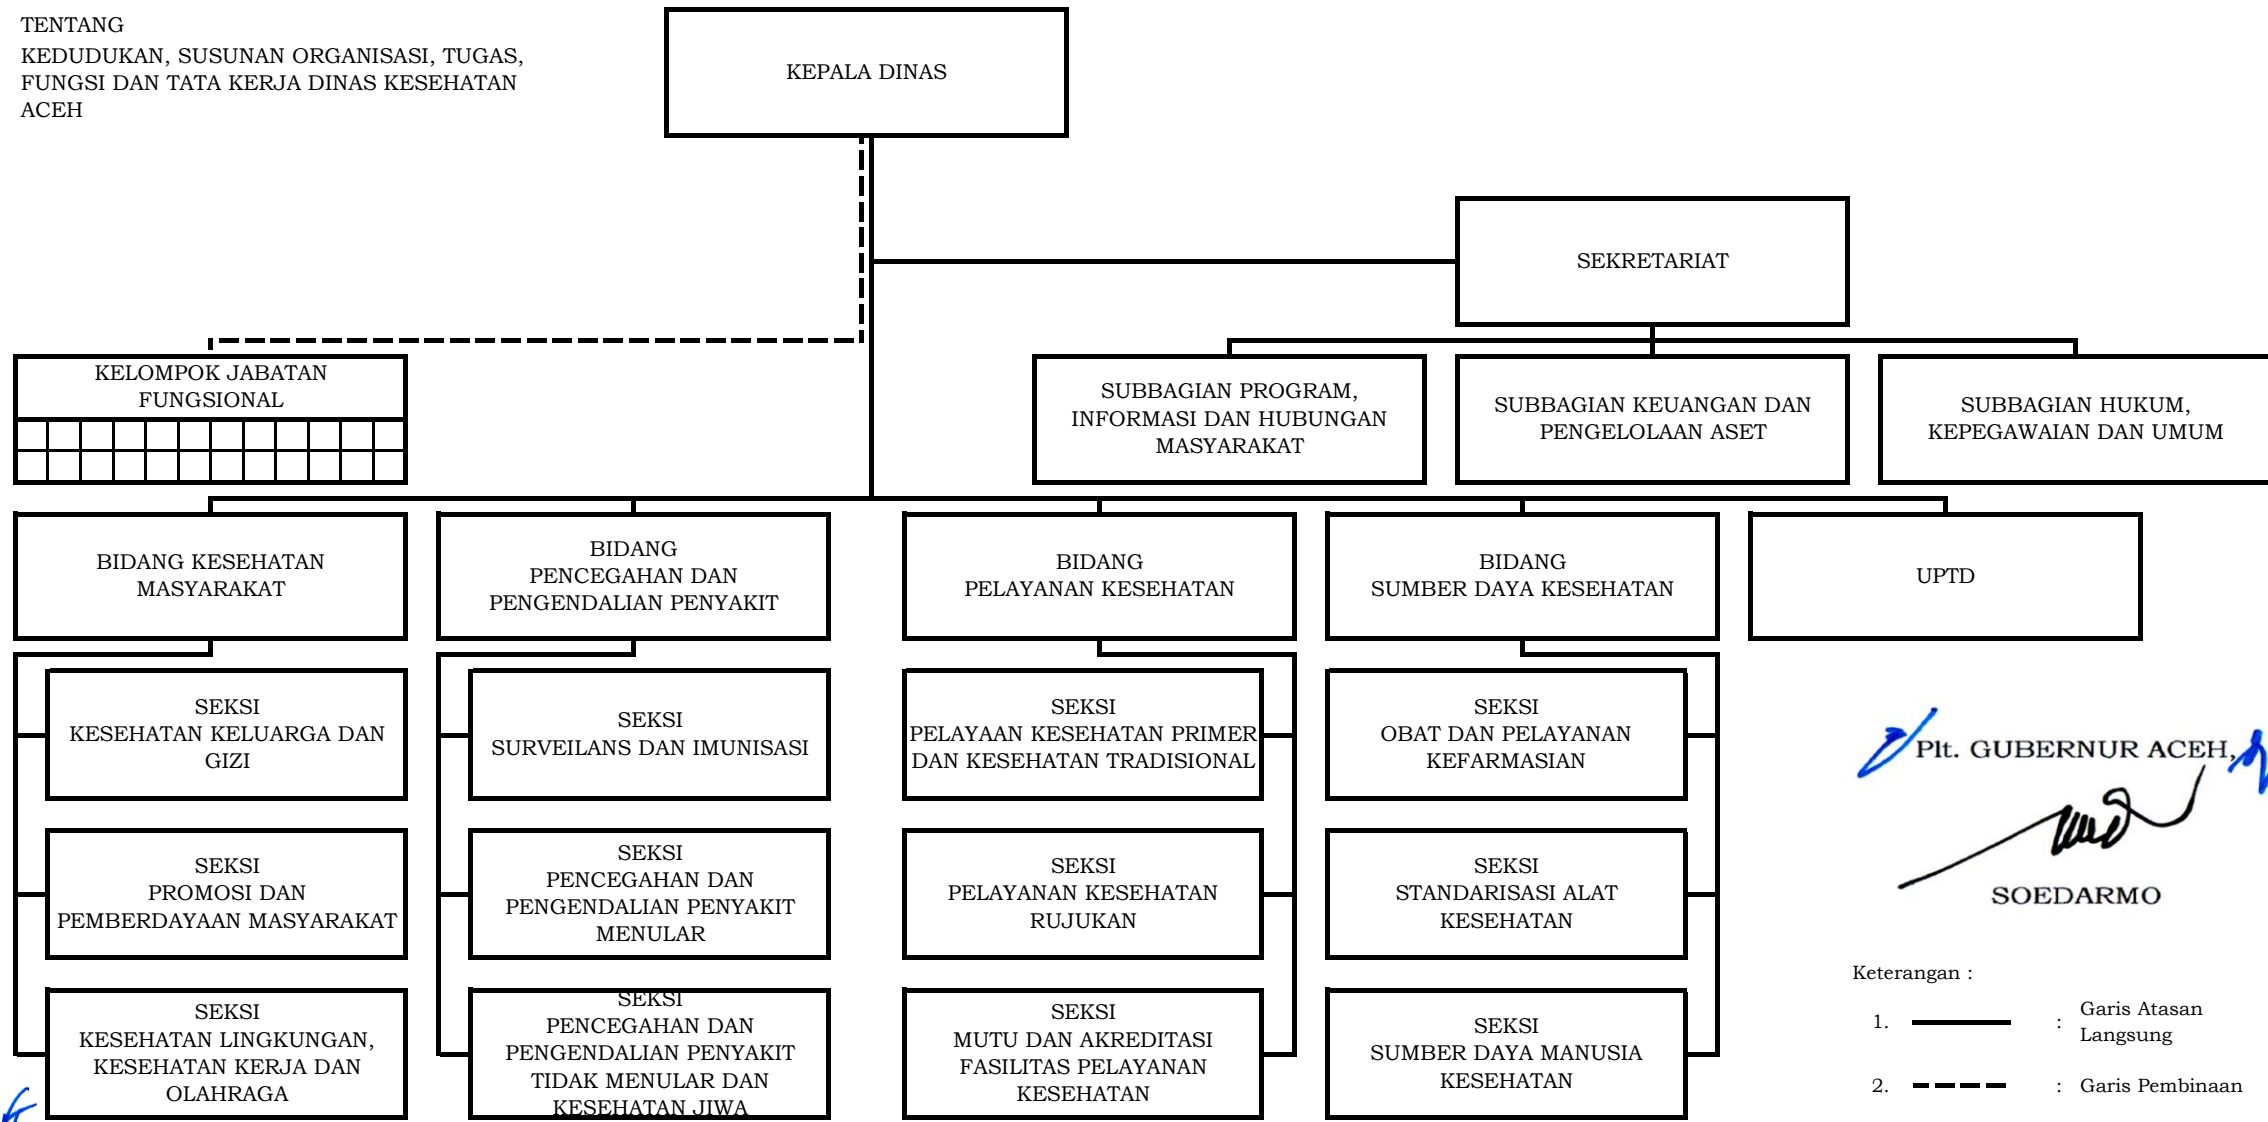 TENTANG
KEDUDUKAN, SUSUNAN ORGANISASI, TUGAS,
FUNGSI DAN TATA KERJA DINAS KESEHATAN
ACEH
KEPALA DINAS
SEKRETARIAT
KELOMPOK JABATAN
FUNGSIONAL
SUBBAGIAN PROGRAM,
INFORMASI DAN HUBUNGAN
MASYARAKAT
SUBBAGIAN KEUANGAN DAN
PENGELOLAAN ASET
SUBBAGIAN HUKUM,
KEPEGAWAIAN DAN UMUM
BIDANG KESEHATAN
MASYARAKAT
BIDANG
PENCEGAHAN DAN
PENGENDALIAN PENYAKIT
BIDANG
PELAYANAN KESEHATAN
BIDANG
SUMBER DAYA KESEHATAN
UPTD
SEKSI
KESEHATAN KELUARGA DAN
GIZI
SEKSI
SURVEILANS DAN IMUNISASI
SEKSI
PELAYAAN KESEHATAN PRIMER
DAN KESEHATAN TRADISIONAL
SEKSI
OBAT DAN PELAYANAN
KEFARMASIAN
SEKSI
PROMOSI DAN
PEMBERDAYAAN MASYARAKAT
SEKSI
PENCEGAHAN DAN
PENGENDALIAN PENYAKIT
MENULAR
SEKSI
PELAYANAN KESEHATAN
RUJUKAN
SEKSI
STANDARISASI ALAT
KESEHATAN
SEKSI
KESEHATAN LINGKUNGAN,
KESEHATAN KERJA DAN
OLAHRAGA
SEKSI
PENCEGAHAN DAN
PENGENDALIAN PENYAKIT
TIDAK MENULAR DAN
KESEHATAN JIWA
SEKSI
MUTU DAN AKREDITASI
FASILITAS PELAYANAN
KESEHATAN
SEKSI
SUMBER DAYA MANUSIA
KESEHATAN
Plt. GUBERNUR ACEH,
SOEDARMO
Keterangan :
1. : Garis Atasan
Langsung
2. : Garis Pembinaan